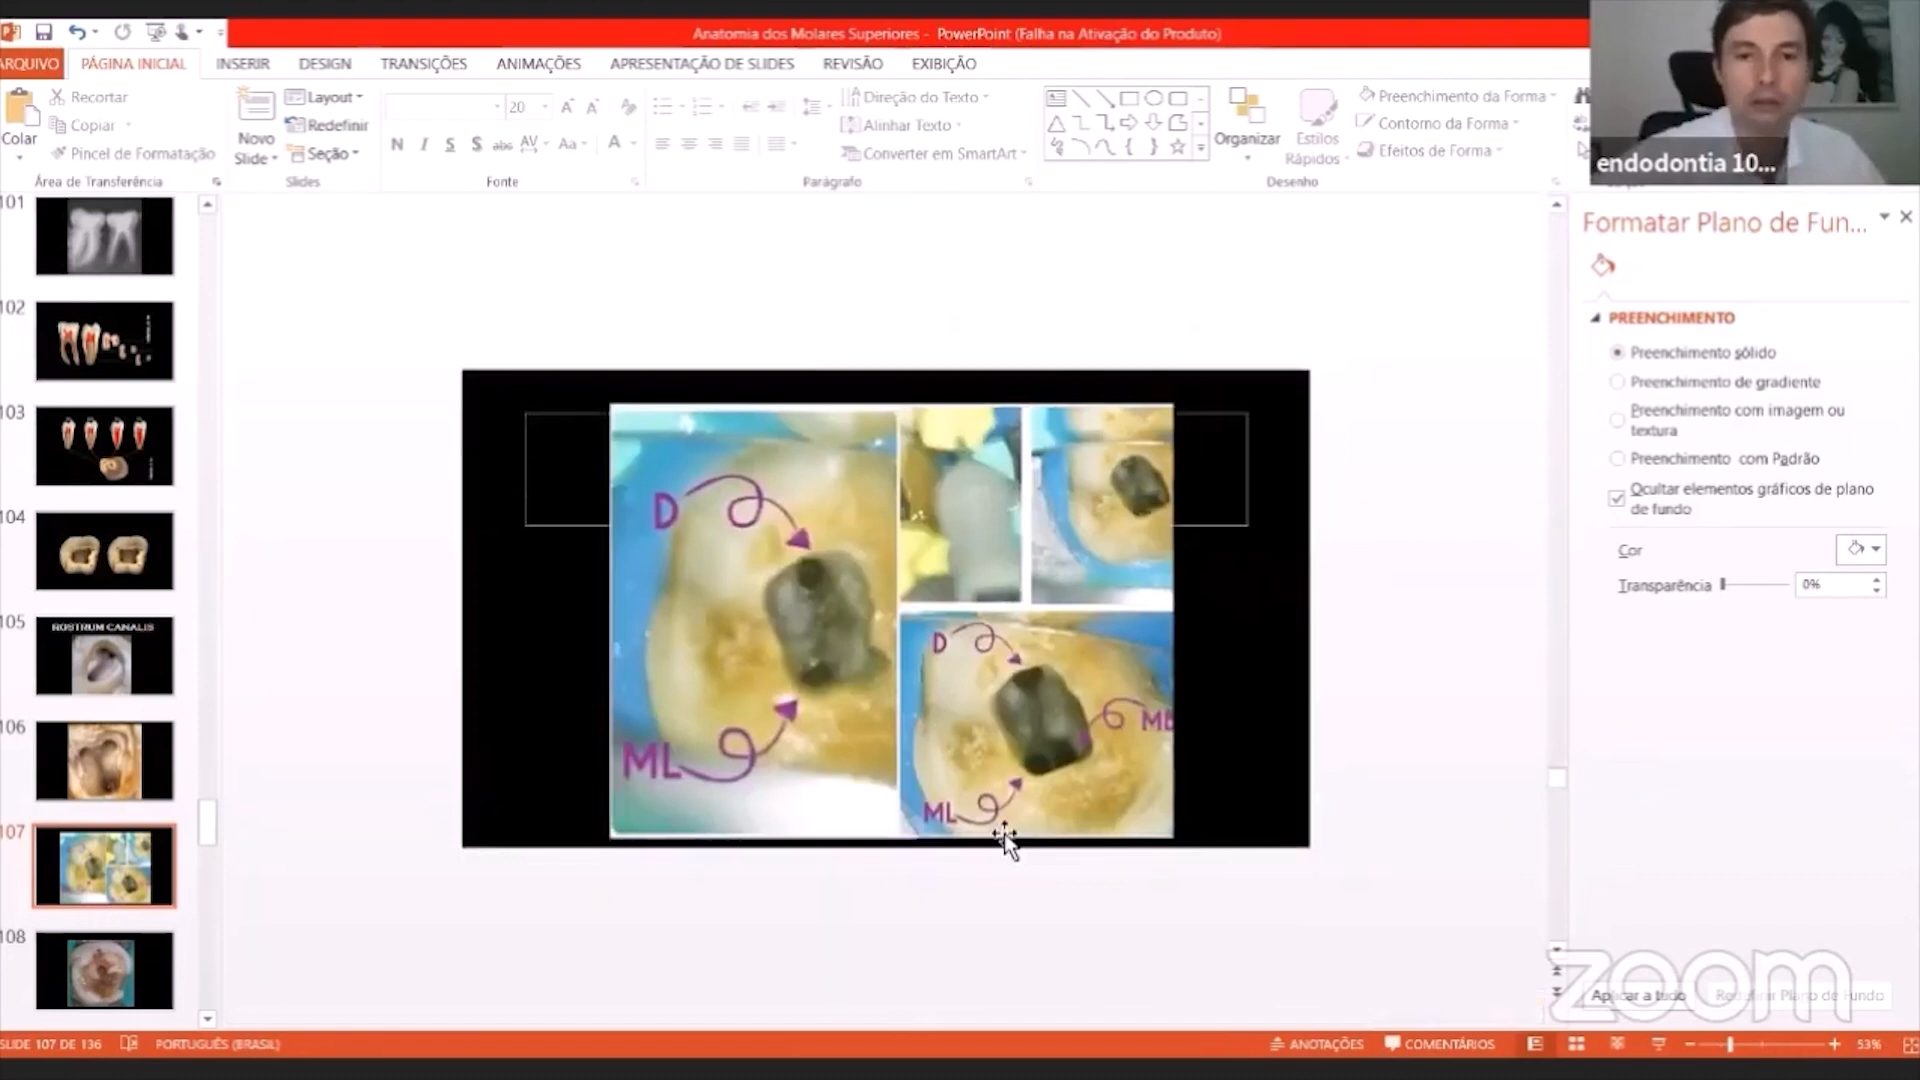 Anatomia dos Molares Superiores - PowerPoint (Falha na Ativação do Produto)
ARQUIVO PÁGINA INICIAL INSERIR DESIGN TRANSIÇÕES ANIMAÇÕES APRESENTAÇÃO DE SLIDES REVISÃO EXIBIÇÃO
Colar
Recortar
Copiar
Pincel de Formatação
Área de Transferência
Novo
Slide
Layout
Redefinir
Seção
Slides
20
N I S S abc AV Aa A
Fonte
Parágrafo
Direção do Texto
Alinhar Texto
Converter em SmartArt
Organizar
Estilos
Rápidos
Preenchimento da Forma
Contorno da Forma
Efeitos de Forma
Desenho
endodontia 10...
101
102
103
104
105
ROSTRUM CANALIS
106
107
108
D
ML
D
ML
Formatar Plano de Fun...
PREENCHIMENTO
Preenchimento sólido
Preenchimento de gradiente
Preenchimento com imagem ou
textura
Preenchimento com Padrão
Ocultar elementos gráficos de plano
de fundo
Cor
Transparência 0%
Aplicar a tudo Redefinir Plano de Fundo
zoom
SLIDE 107 DE 136 PORTUGUÊS (BRASIL) ANOTAÇÕES COMENTÁRIOS 53%